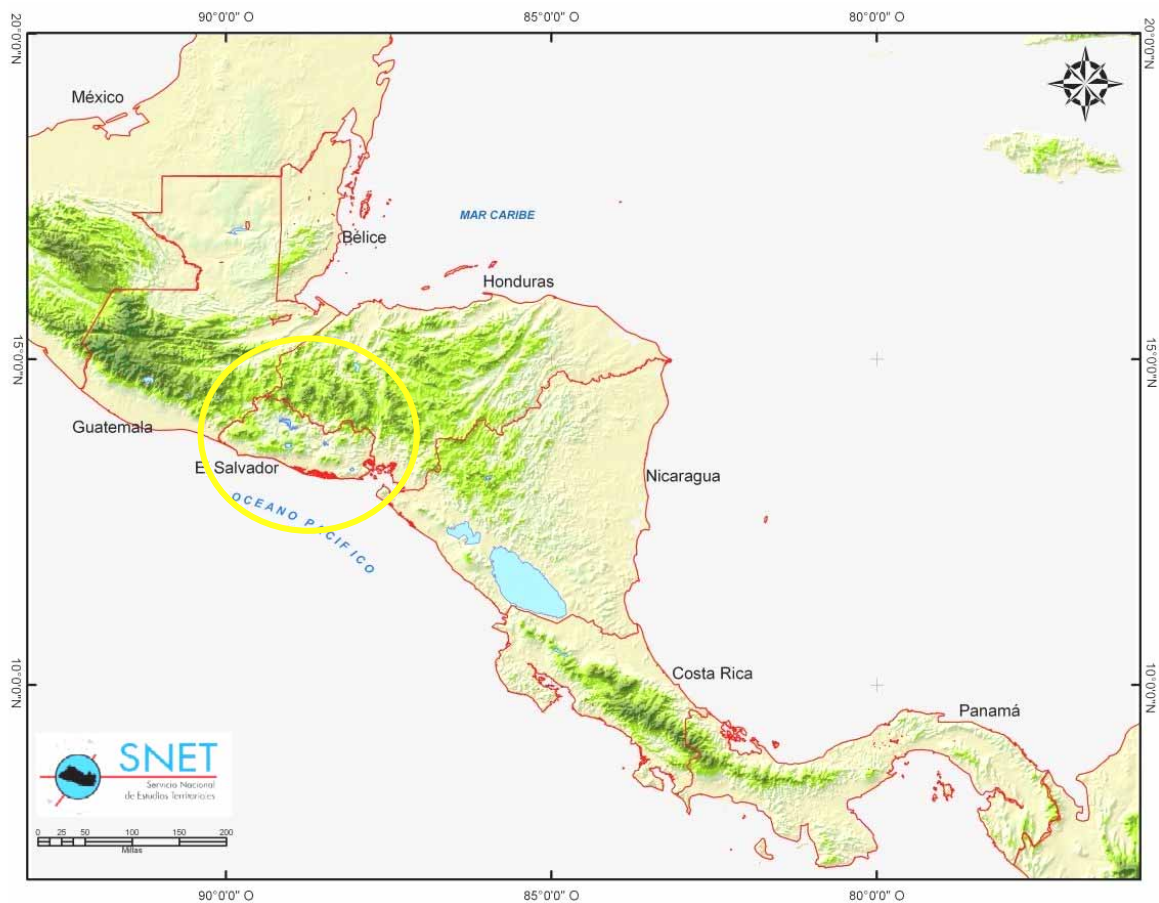 90°0'0" O
85°0'0" O
80°0'0" O
20°0'0"N
20°0'0"N
México
MAR CARIBE
Bélice
Honduras
15°0'0"N
15°0'0"N
Guatemala
El Salvador
Nicaragua
OCEANO PACIFICO
10°0'0"N
10°0'0"N
Costa Rica
Panamá
SNET
Servicio Nacional
de Estudios Territoriales
0 25 50 100 150 200
Millas
90°0'0" O
85°0'0" O
80°0'0" O